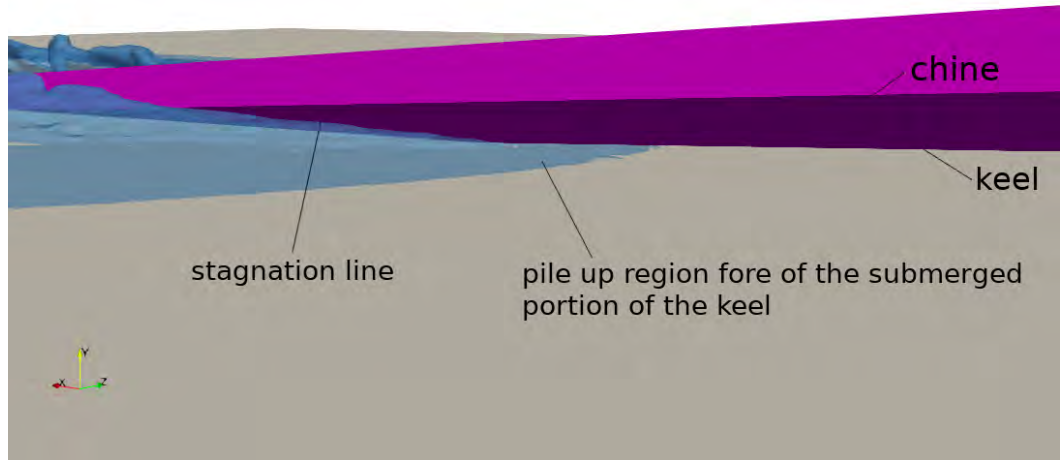 chine
keel
stagnation line
pile up region fore of the submerged
portion of the keel
Y
X
Z